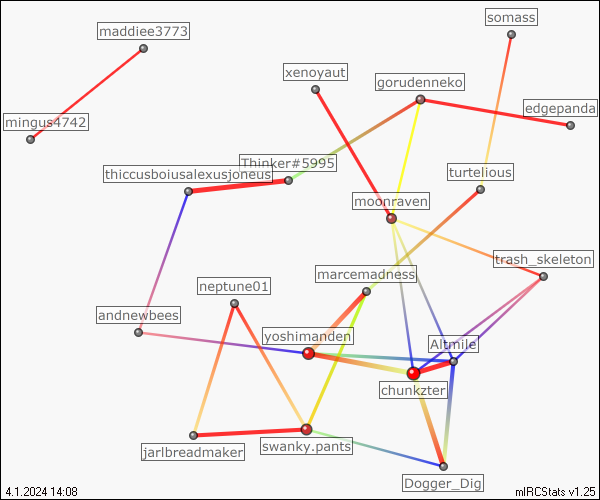 maddiee3773
somass
xenoyaut
gorudenneko
edgepanda
mingus4742
Thinker#5995
thiccusboiusalexusjoneus
turtelious
moonraven
trash_skeleton
marcemadness
neptune01
andnewbees
yoshimanden
Altmile
chunkzter
jarlbreadmaker
swanky.pants
Dogger_Dig
4.1.2024 14:08
mIRCStats v1.25